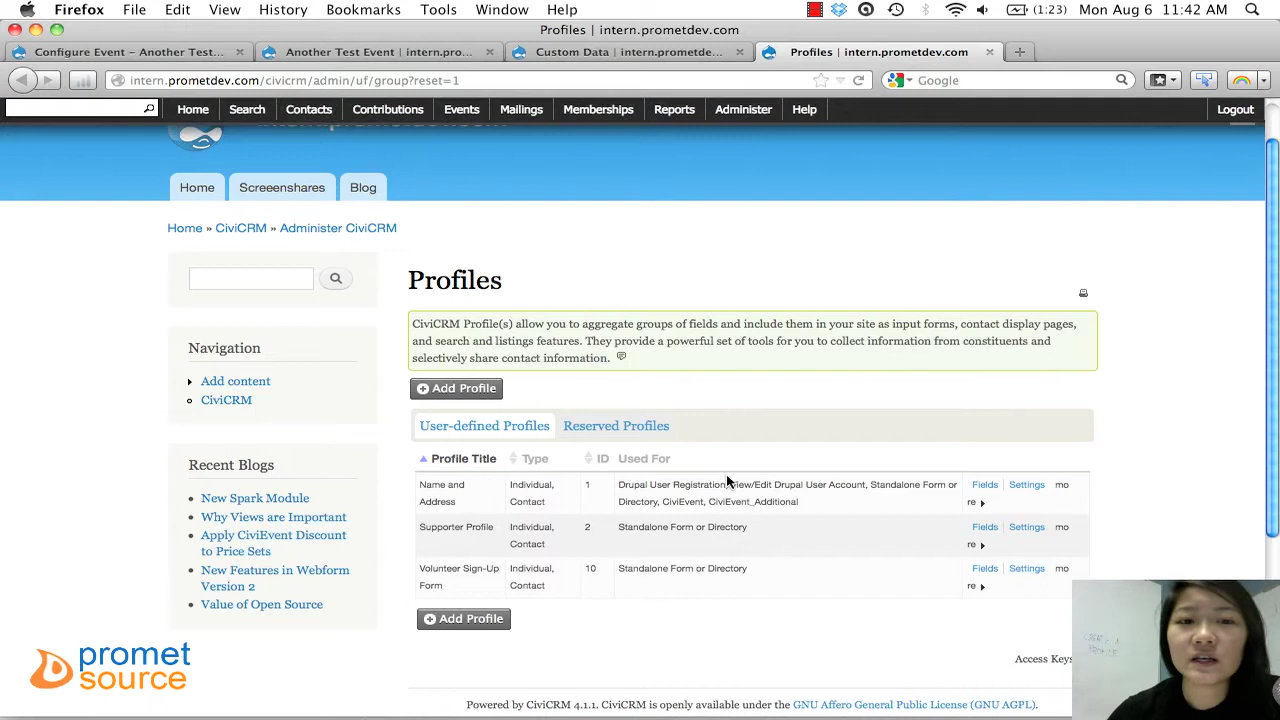 Firefox File Edit View History Bookmarks Tools Window Help (1:23) Mon Aug 6 11:42 AM
Profiles | intern.prometdev.com
Configure Event – Another Test... Another Test Event | intern.pro... Custom Data | intern.prometde... Profiles | intern.prometdev.com
intern.prometdev.com/civicrm/admin/uf/group?reset=1 Google
Home Search Contacts Contributions Events Mailings Memberships Reports Administer Help Logout
Home Screeenshares Blog
Home » CiviCRM » Administer CiviCRM
Profiles
CiviCRM Profile(s) allow you to aggregate groups of fields and include them in your site as input forms, contact display pages,
and search and listings features. They provide a powerful set of tools for you to collect information from constituents and
selectively share contact information.
Navigation
Add content
CiviCRM
Add Profile
User-defined Profiles Reserved Profiles
Profile Title Type ID Used For
Name and Individual, 1 Drupal User Registration, View/Edit Drupal User Account, Standalone Form or Fields Settings mo
Address Contact Directory, CiviEvent, CiviEvent_Additional re
Supporter Profile Individual, 2 Standalone Form or Directory Fields Settings mo
Contact re
Volunteer Sign-Up Individual, 10 Standalone Form or Directory Fields Settings mo
Form Contact re
Add Profile
Recent Blogs
New Spark Module
Why Views are Important
Apply CiviEvent Discount
to Price Sets
New Features in Webform
Version 2
Value of Open Source
promet
source
Access Keys
Powered by CiviCRM 4.1.1. CiviCRM is openly available under the GNU Affero General Public License (GNU AGPL).